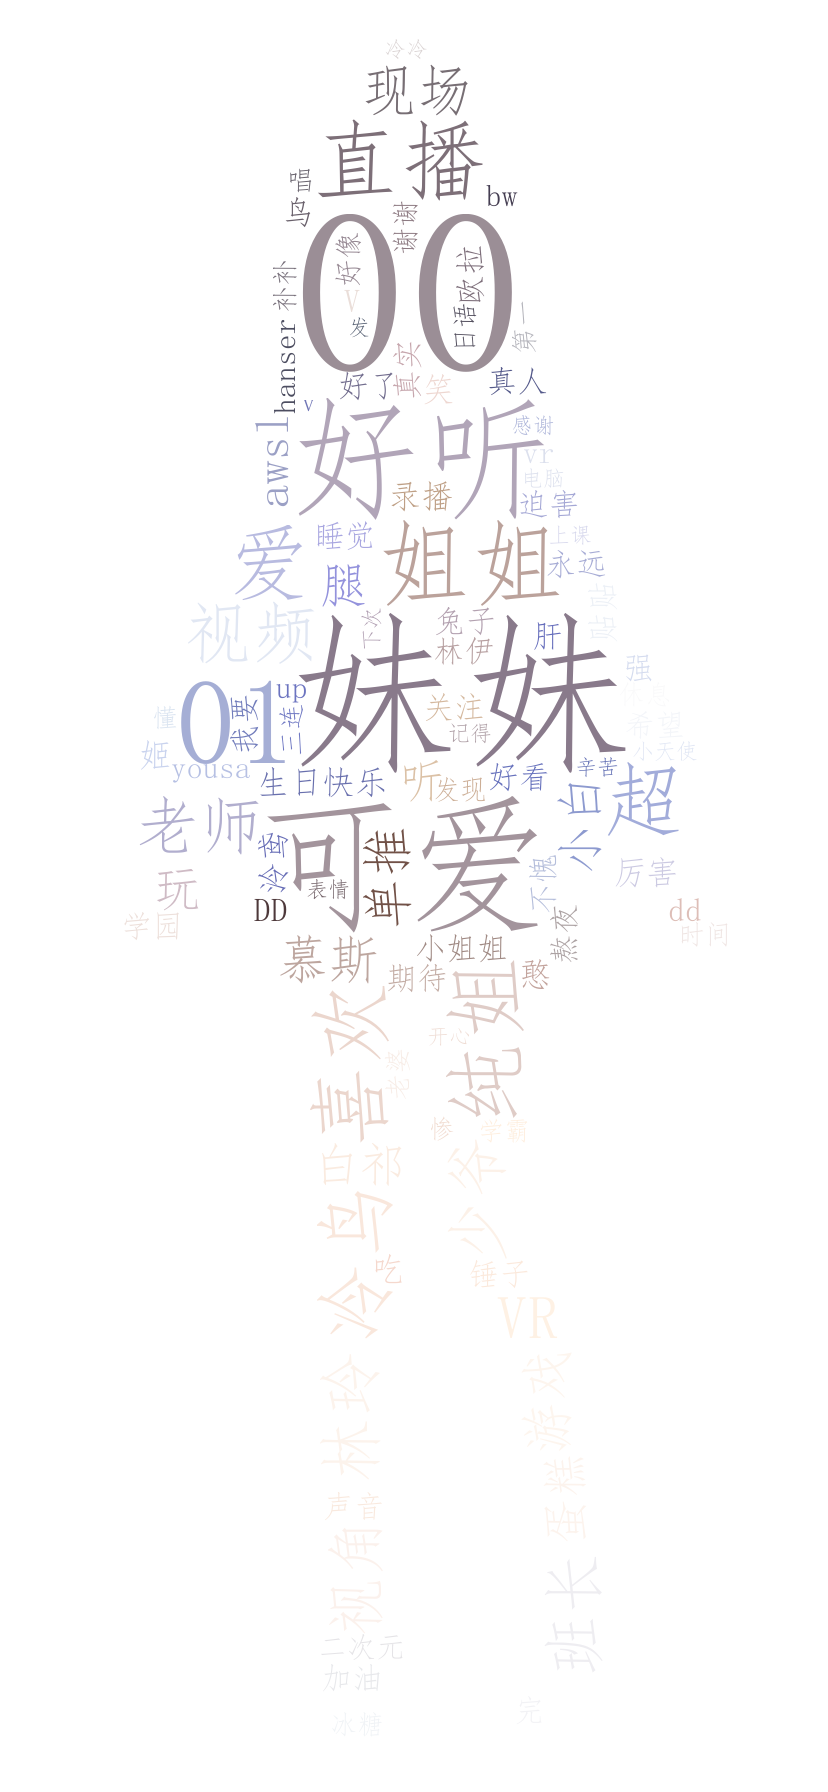 冷冷
现场
直播
唱
鸟
bw
谢谢
00
好像
V
发
欧拉
日语
补补
第一
hanser
真实
好了
笑
真人
v
awsl
好听
感谢
vr
电脑
录播
迫害
爱
睡觉
姐姐
上课
永远
腿
视频
下次
兔子
林伊
贴贴
妹妹
肝
强
01
up
我要
三连
懂
姬
yousa
关注
记得
希望
小天使
生日快乐
听
发现
好看
辛苦
小白
超
老师
可爱
泠鸢
表情
单推
DD
玩
不愧
厉害
学园
dd
时间
慕斯
小姐姐
期待
憨
熬夜
喜欢
纯姐
开心
老婆
惨
学霸
白祁
少爷
泠鸟
吃
锤子
VR
林玲
游戏
蛋糕
声音
视角
班长
二次元
加油
冰糖
完